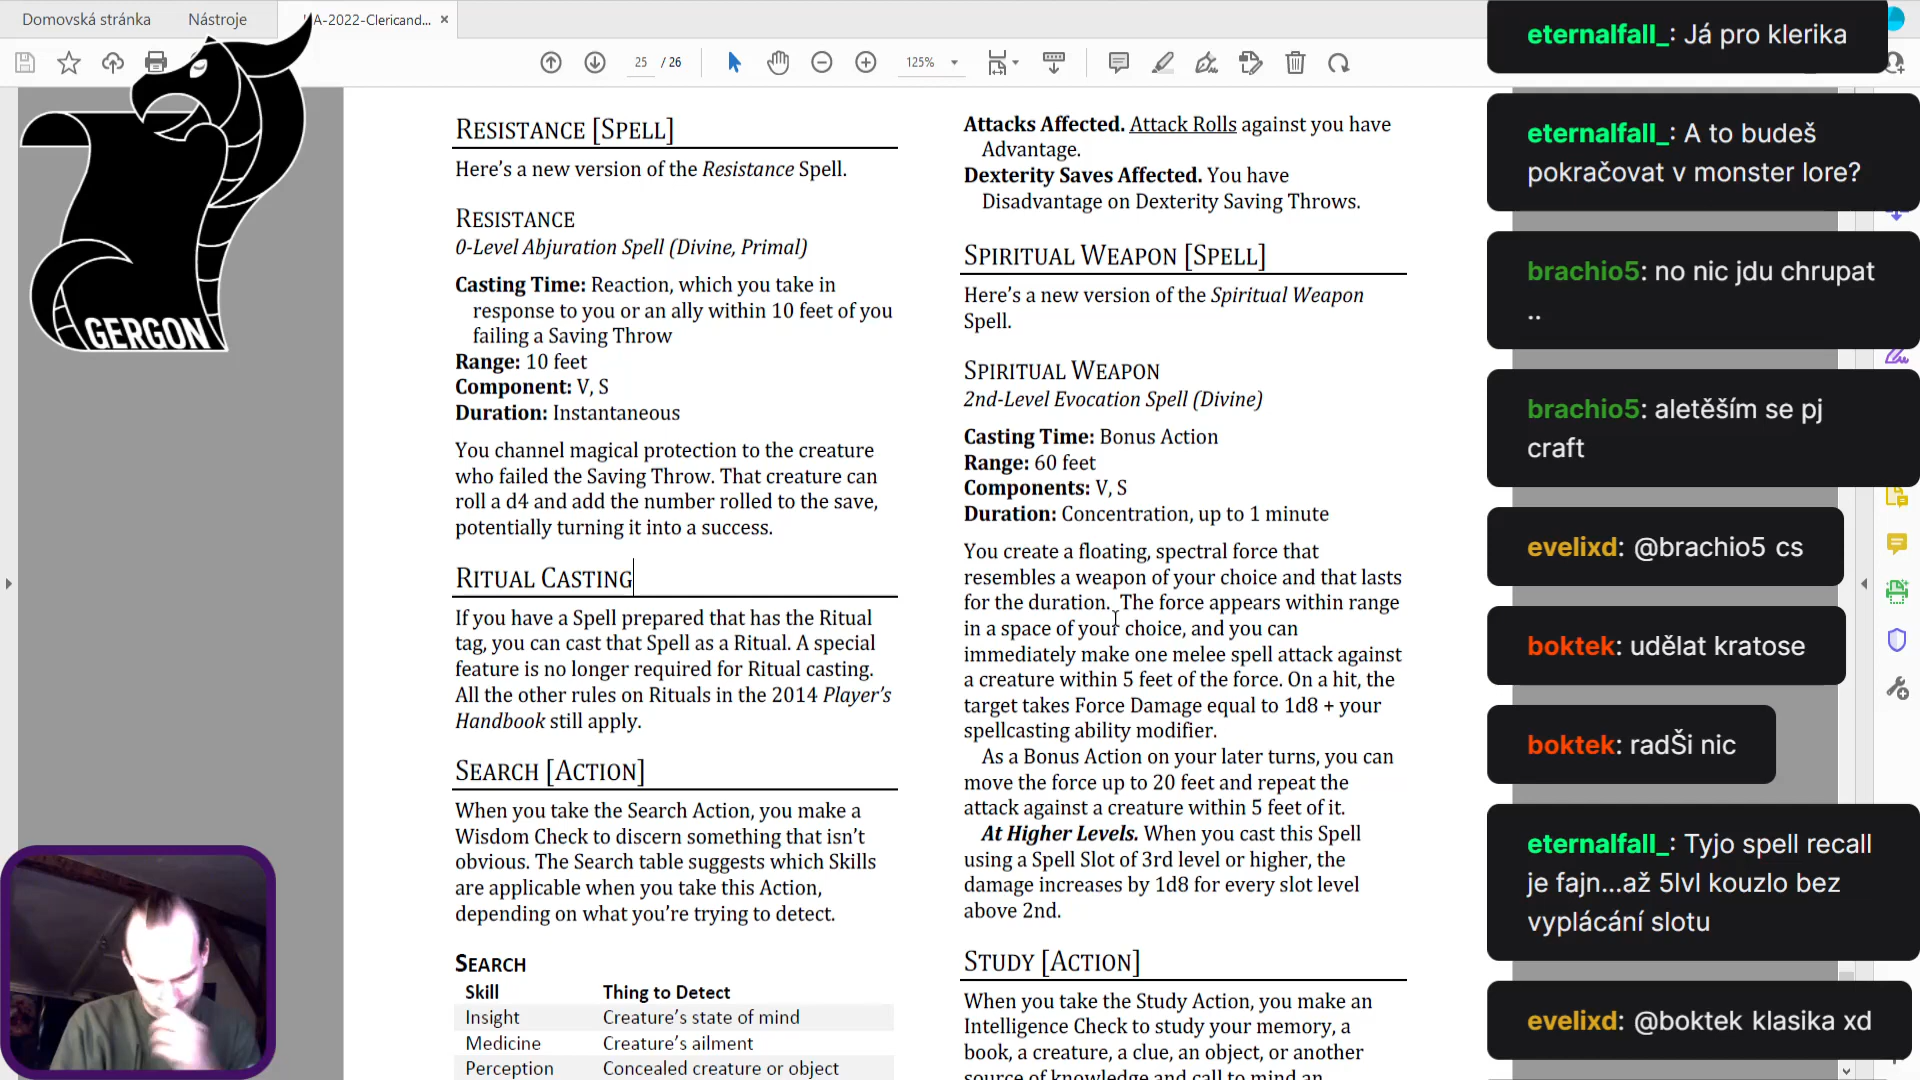 Domovská stránka
Nástroje
A-2022-Clericand... ×
25 / 26
125%
GERGON
RESISTANCE [SPELL]
Here’s a new version of the Resistance Spell.
RESISTANCE
0-Level Abjuration Spell (Divine, Primal)
Casting Time: Reaction, which you take in
response to you or an ally within 10 feet of you
failing a Saving Throw
Range: 10 feet
Component: V, S
Duration: Instantaneous
You channel magical protection to the creature
who failed the Saving Throw. That creature can
roll a d4 and add the number rolled to the save,
potentially turning it into a success.
RITUAL CASTING
If you have a Spell prepared that has the Ritual
tag, you can cast that Spell as a Ritual. A special
feature is no longer required for Ritual casting.
All the other rules on Rituals in the 2014 Player’s
Handbook still apply.
SEARCH [ACTION]
When you take the Search Action, you make a
Wisdom Check to discern something that isn’t
obvious. The Search table suggests which Skills
are applicable when you take this Action,
depending on what you’re trying to detect.
SEARCH
Skill Thing to Detect
Insight Creature’s state of mind
Medicine Creature’s ailment
Perception Concealed creature or object
Attacks Affected. Attack Rolls against you have
Advantage.
Dexterity Saves Affected. You have
Disadvantage on Dexterity Saving Throws.
SPIRITUAL WEAPON [SPELL]
Here’s a new version of the Spiritual Weapon
Spell.
SPIRITUAL WEAPON
2nd-Level Evocation Spell (Divine)
Casting Time: Bonus Action
Range: 60 feet
Components: V, S
Duration: Concentration, up to 1 minute
You create a floating, spectral force that
resembles a weapon of your choice and that lasts
for the duration. The force appears within range
in a space of your choice, and you can
immediately make one melee spell attack against
a creature within 5 feet of the force. On a hit, the
target takes Force Damage equal to 1d8 + your
spellcasting ability modifier.
As a Bonus Action on your later turns, you can
move the force up to 20 feet and repeat the
attack against a creature within 5 feet of it.
At Higher Levels. When you cast this Spell
using a Spell Slot of 3rd level or higher, the
damage increases by 1d8 for every slot level
above 2nd.
STUDY [ACTION]
When you take the Study Action, you make an
Intelligence Check to study your memory, a
book, a creature, a clue, an object, or another
source of knowledge and call to mind an
eternalfall_: Já pro klerika
eternalfall_: A to budeš
pokračovat v monster lore?
brachio5: no nic jdu chrupat
..
brachio5: aletěším se pj
craft
evelixd: @brachio5 cs
boktek: udělat kratose
boktek: radŠi nic
eternalfall_: Tyjo spell recall
je fajn...až 5lvl kouzlo bez
vyplácání slotu
evelixd: @boktek klasika xd